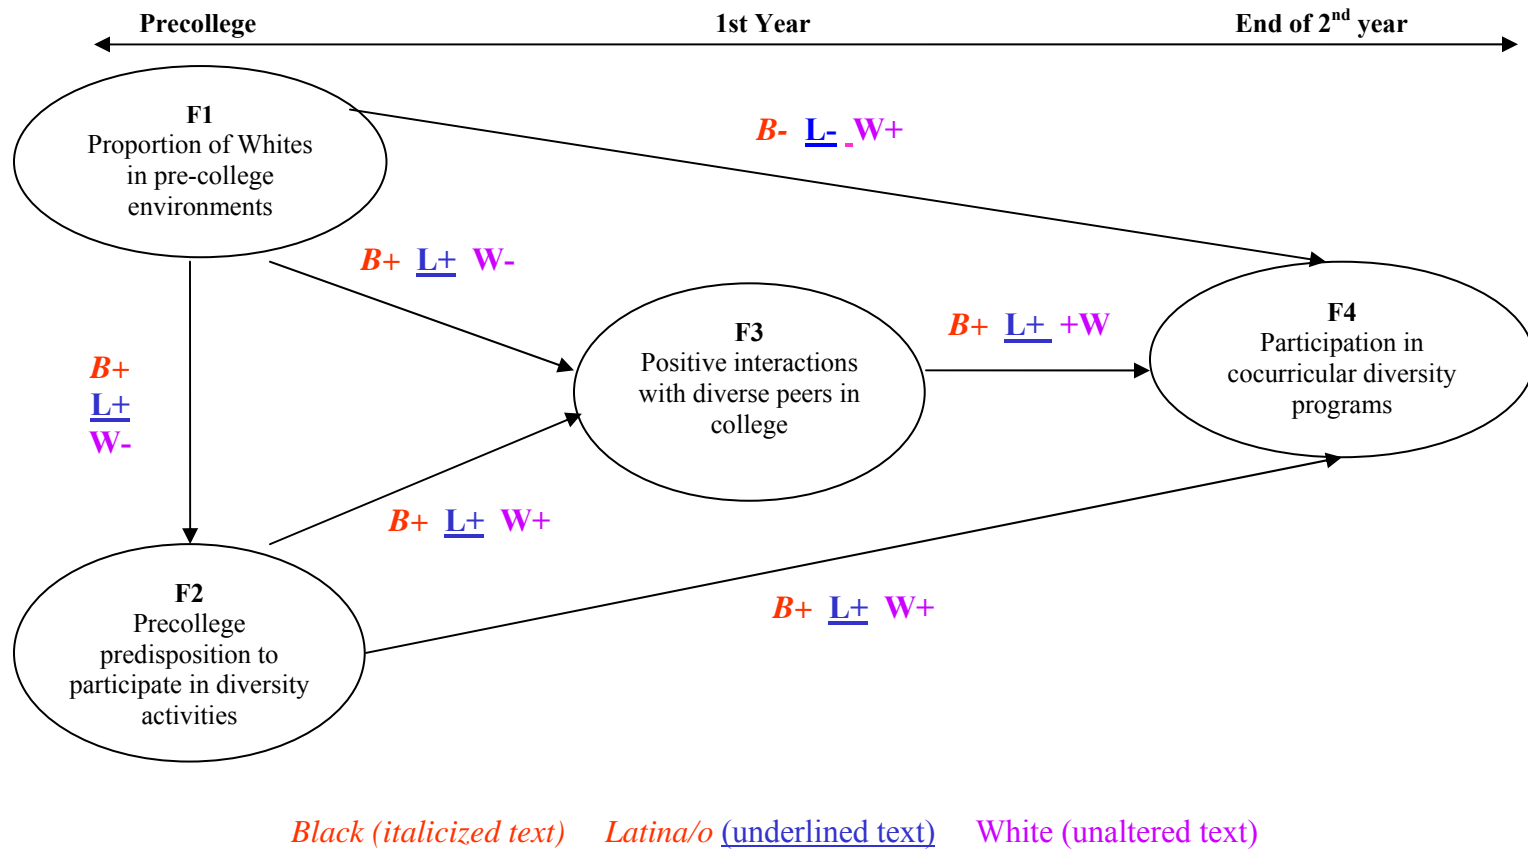 Precollege 1st Year End of 2nd year
F1
Proportion of Whites
in pre-college
environments
B- L- W+
B+ L+ W-
B+
L+
W-
F3
Positive interactions
with diverse peers in
college
B+ L+ +W
F4
Participation in
cocurricular diversity
programs
B+ L+ W+
F2
Precollege
predisposition to
participate in diversity
activities
B+ L+ W+
Black (italicized text) Latina/o (underlined text) White (unaltered text)